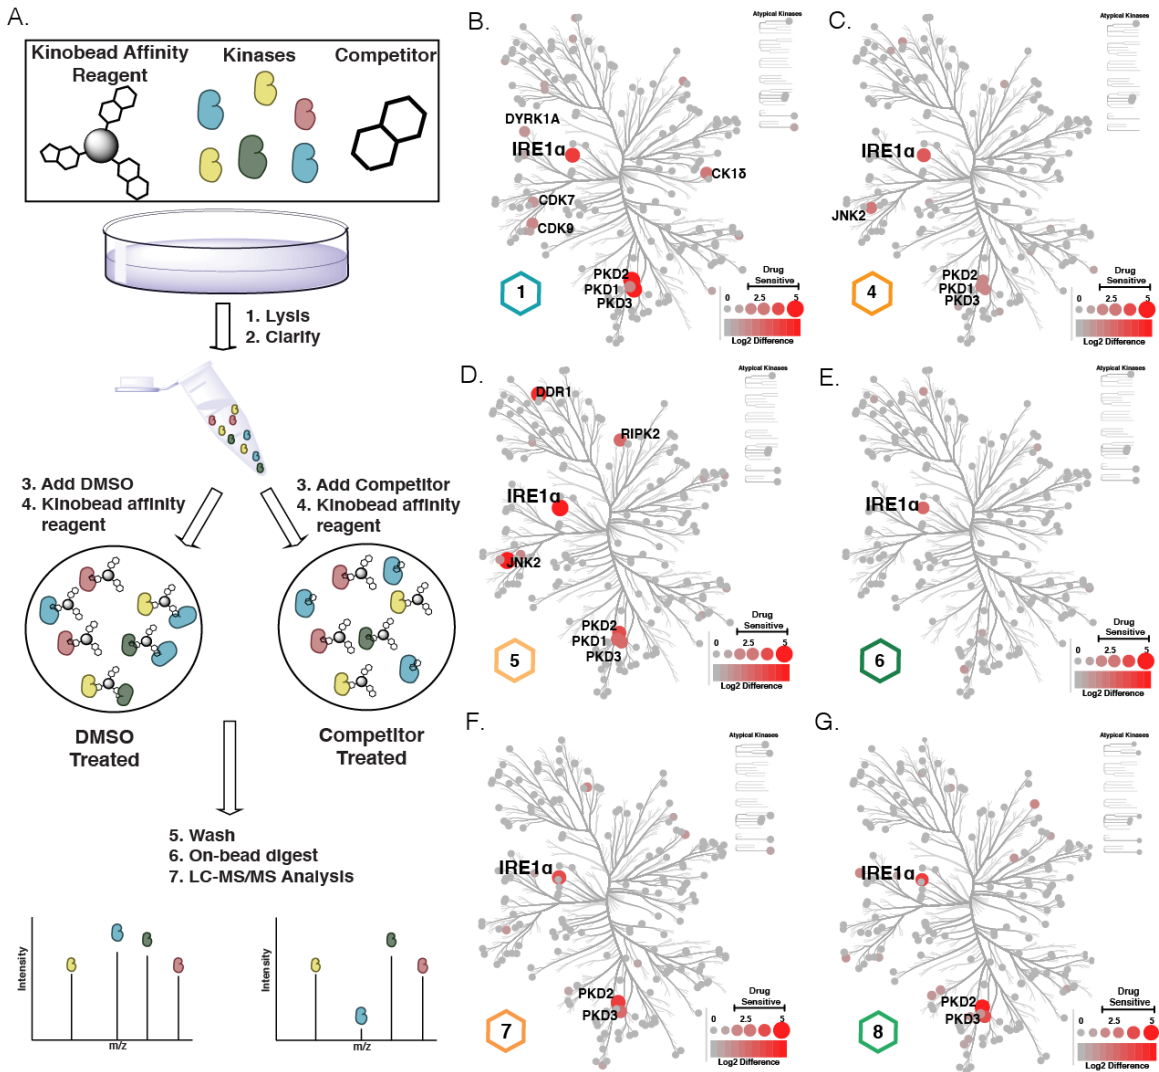 A.
Kinobead Affinity
Reagent
Kinases
Competitor
1. Lysis
2. Clarify
3. Add DMSO
4. Kinobead affinity
reagent
3. Add Competitor
4. Kinobead affinity
reagent
DMSO
Treated
Competitor
Treated
5. Wash
6. On-bead digest
7. LC-MS/MS Analysis
Intensity
m/z
Intensity
m/z
B.
Atypical Kinases
DYRK1A
IRE1α
CK1δ
CDK7
CDK9
PKD2
PKD1
PKD3
1
Drug
Sensitive
0 2.5 5
Log2 Difference
C.
Atypical Kinases
IRE1α
JNK2
PKD2
PKD1
PKD3
4
Drug
Sensitive
0 2.5 5
Log2 Difference
D.
Atypical Kinases
DDR1
RIPK2
IRE1α
JNK2
PKD2
PKD1
PKD3
5
Drug
Sensitive
0 2.5 5
Log2 Difference
E.
Atypical Kinases
IRE1α
6
Drug
Sensitive
0 2.5 5
Log2 Difference
F.
Atypical Kinases
IRE1α
PKD2
PKD3
7
Drug
Sensitive
0 2.5 5
Log2 Difference
G.
Atypical Kinases
IRE1α
PKD2
PKD3
8
Drug
Sensitive
0 2.5 5
Log2 Difference